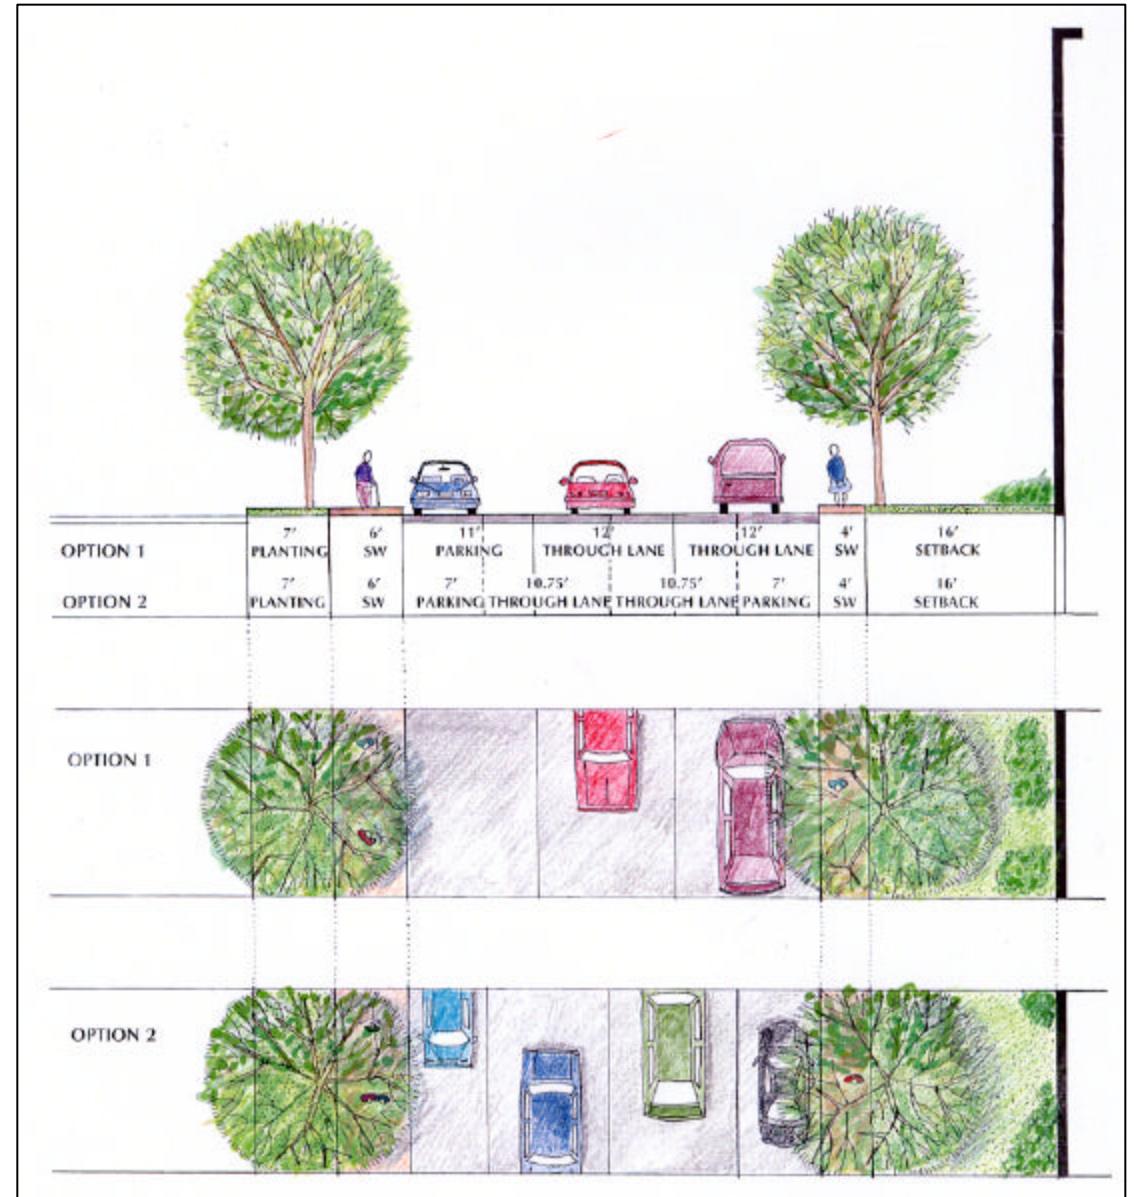 7' 6' 11' 12' 12' 4' 16'
OPTION 1 PLANTING SW PARKING THROUGH LANE THROUGH LANE SW SETBACK
7' 6' 7' 10.75' 10.75' 7' 4' 16'
OPTION 2 PLANTING SW PARKING THROUGH LANE THROUGH LANE PARKING SW SETBACK
OPTION 1
OPTION 2